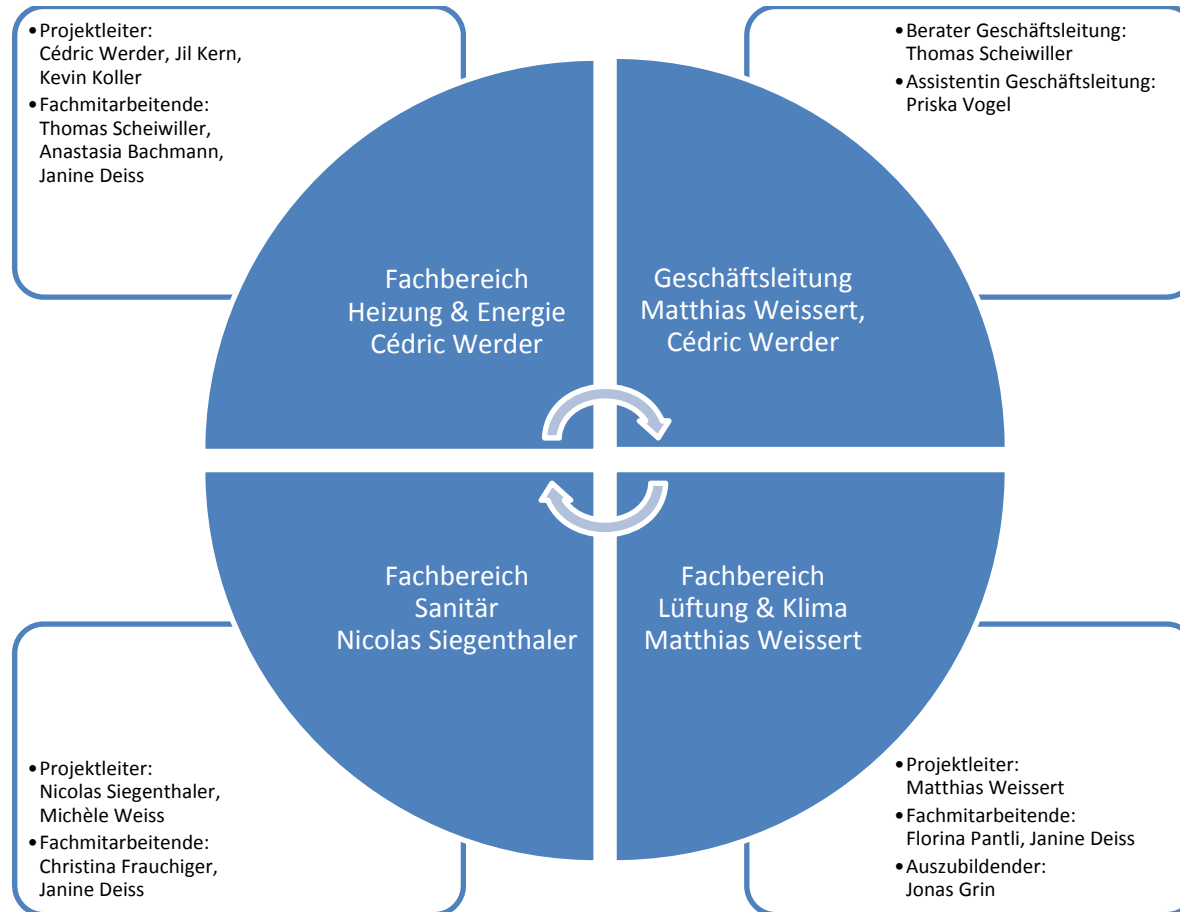 •Projektleiter:
Cédric Werder, Jil Kern,
Kevin Koller
•Fachmitarbeitende:
Thomas Scheiwiller,
Anastasia Bachmann,
Janine Deiss
•Berater Geschäftsleitung:
Thomas Scheiwiller
•Assistentin Geschäftsleitung:
Priska Vogel
Fachbereich
Heizung & Energie
Cédric Werder
Geschäftsleitung
Matthias Weissert,
Cédric Werder
Fachbereich
Sanitär
Nicolas Siegenthaler
Fachbereich
Lüftung & Klima
Matthias Weissert
•Projektleiter:
Nicolas Siegenthaler,
Michèle Weiss
•Fachmitarbeitende:
Christina Frauchiger,
Janine Deiss
•Projektleiter:
Matthias Weissert
•Fachmitarbeitende:
Florina Pantli, Janine Deiss
•Auszubildender:
Jonas Grin